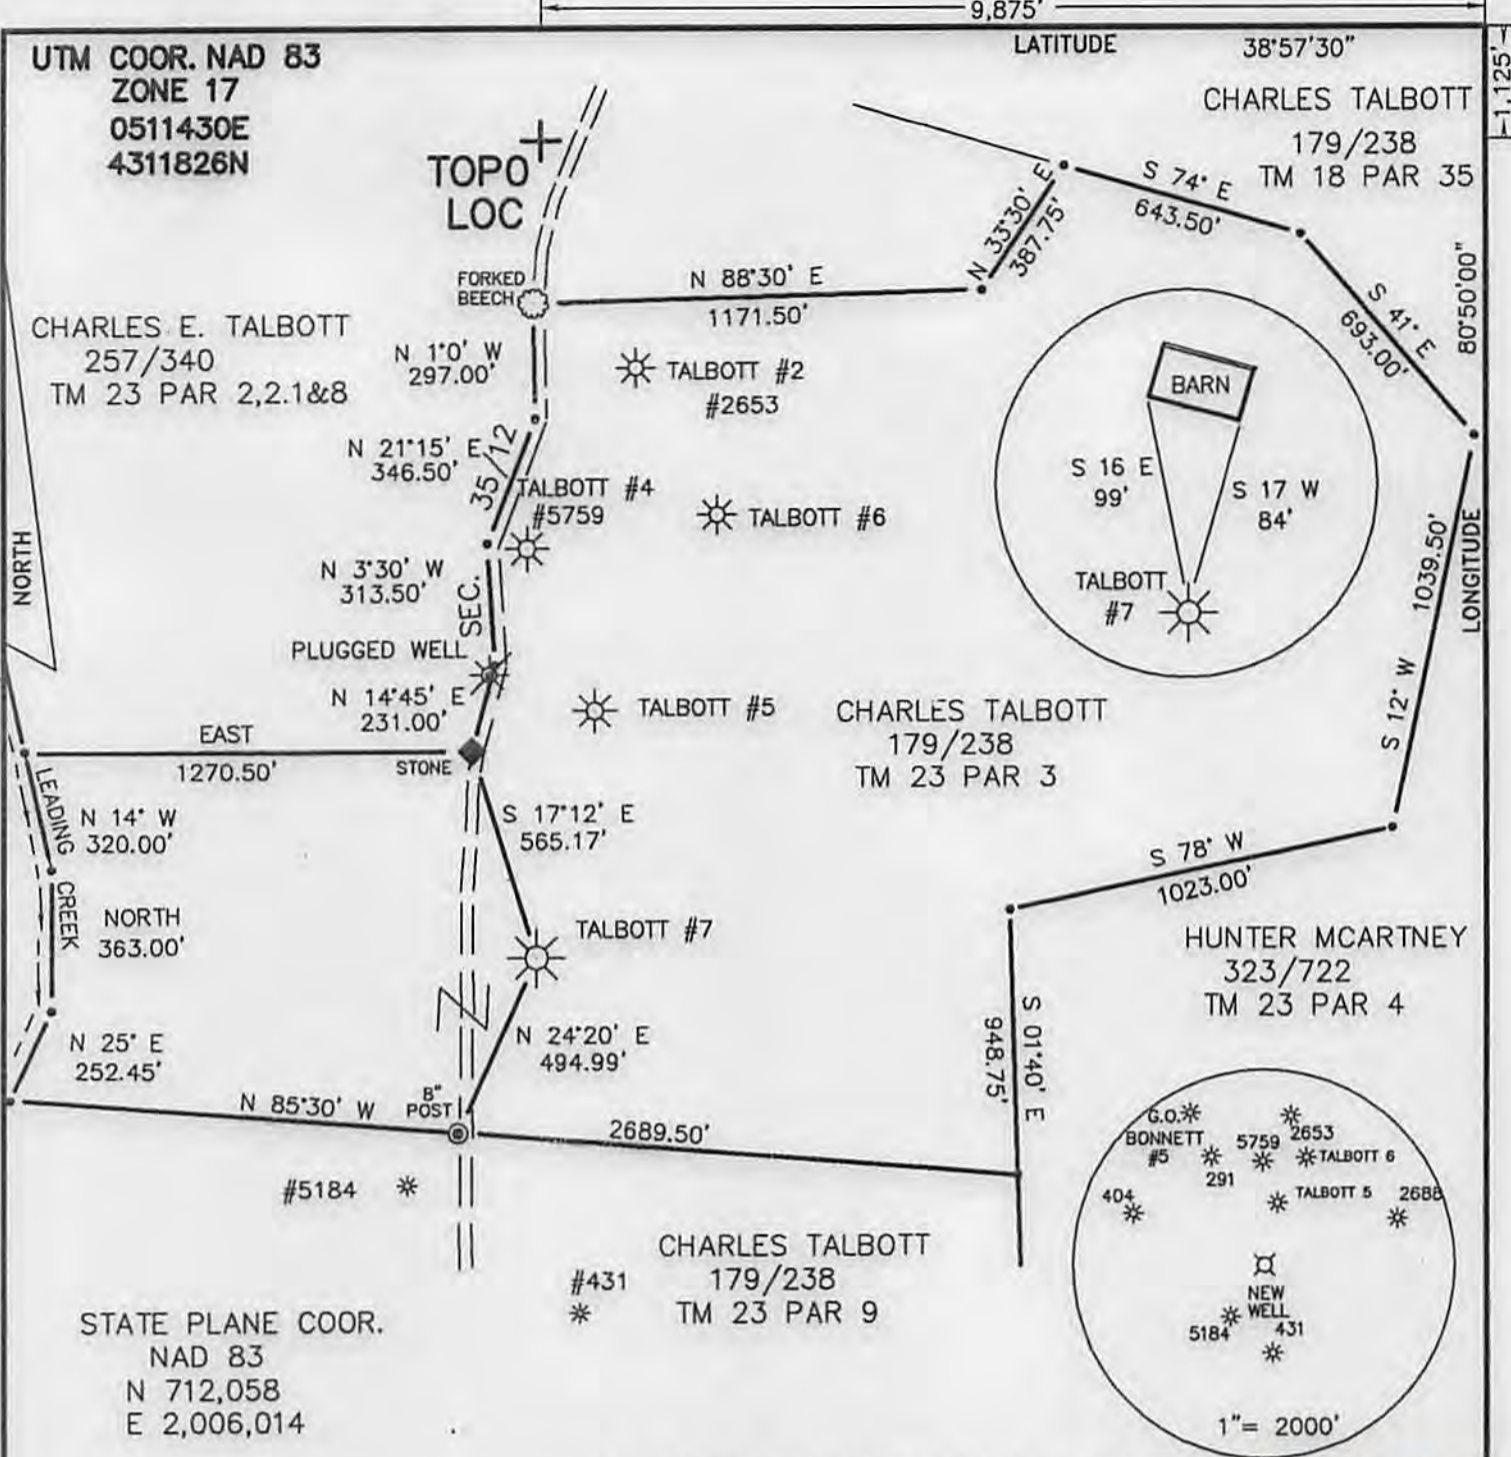 9,875'
UTM COOR. NAD 83
ZONE 17
0511430E
4311826N
LATITUDE 38°57'30"
1,125'
CHARLES TALBOTT
179/238
TM 18 PAR 35
TOPO
LOC
S 74° E
643.50'
N 33°30' E
387.75'
FORKED
BEECH
N 88°30' E
1171.50'
S 41° E
693.00'
80°50'00"
LONGITUDE
CHARLES E. TALBOTT
257/340
TM 23 PAR 2,2.1&8
N 1°0' W
297.00'
TALBOTT #2
#2653
BARN
S 16 E
99'
S 17 W
84'
TALBOTT
#7
N 21°15' E
346.50'
35/12
SEC.
TALBOTT #4
#5759
TALBOTT #6
1039.50'
S 12° W
NORTH
N 3°30' W
313.50'
PLUGGED WELL
N 14°45' E
231.00'
TALBOTT #5
CHARLES TALBOTT
179/238
TM 23 PAR 3
EAST
1270.50'
STONE
LEADING
CREEK
N 14° W
320.00'
S 17°12' E
565.17'
S 78° W
1023.00'
NORTH
363.00'
TALBOTT #7
HUNTER MCARTNEY
323/722
TM 23 PAR 4
N 25° E
252.45'
N 24°20' E
494.99'
S 01°40' E
948.75'
N 85°30' W
8"
POST
2689.50'
#5184
G.O.
BONNETT
#5
291
5759
2653
TALBOTT 6
404
TALBOTT 5
2688
NEW
WELL
5184
431
1"= 2000'
#431
CHARLES TALBOTT
179/238
TM 23 PAR 9
STATE PLANE COOR.
NAD 83
N 712,058
E 2,006,014